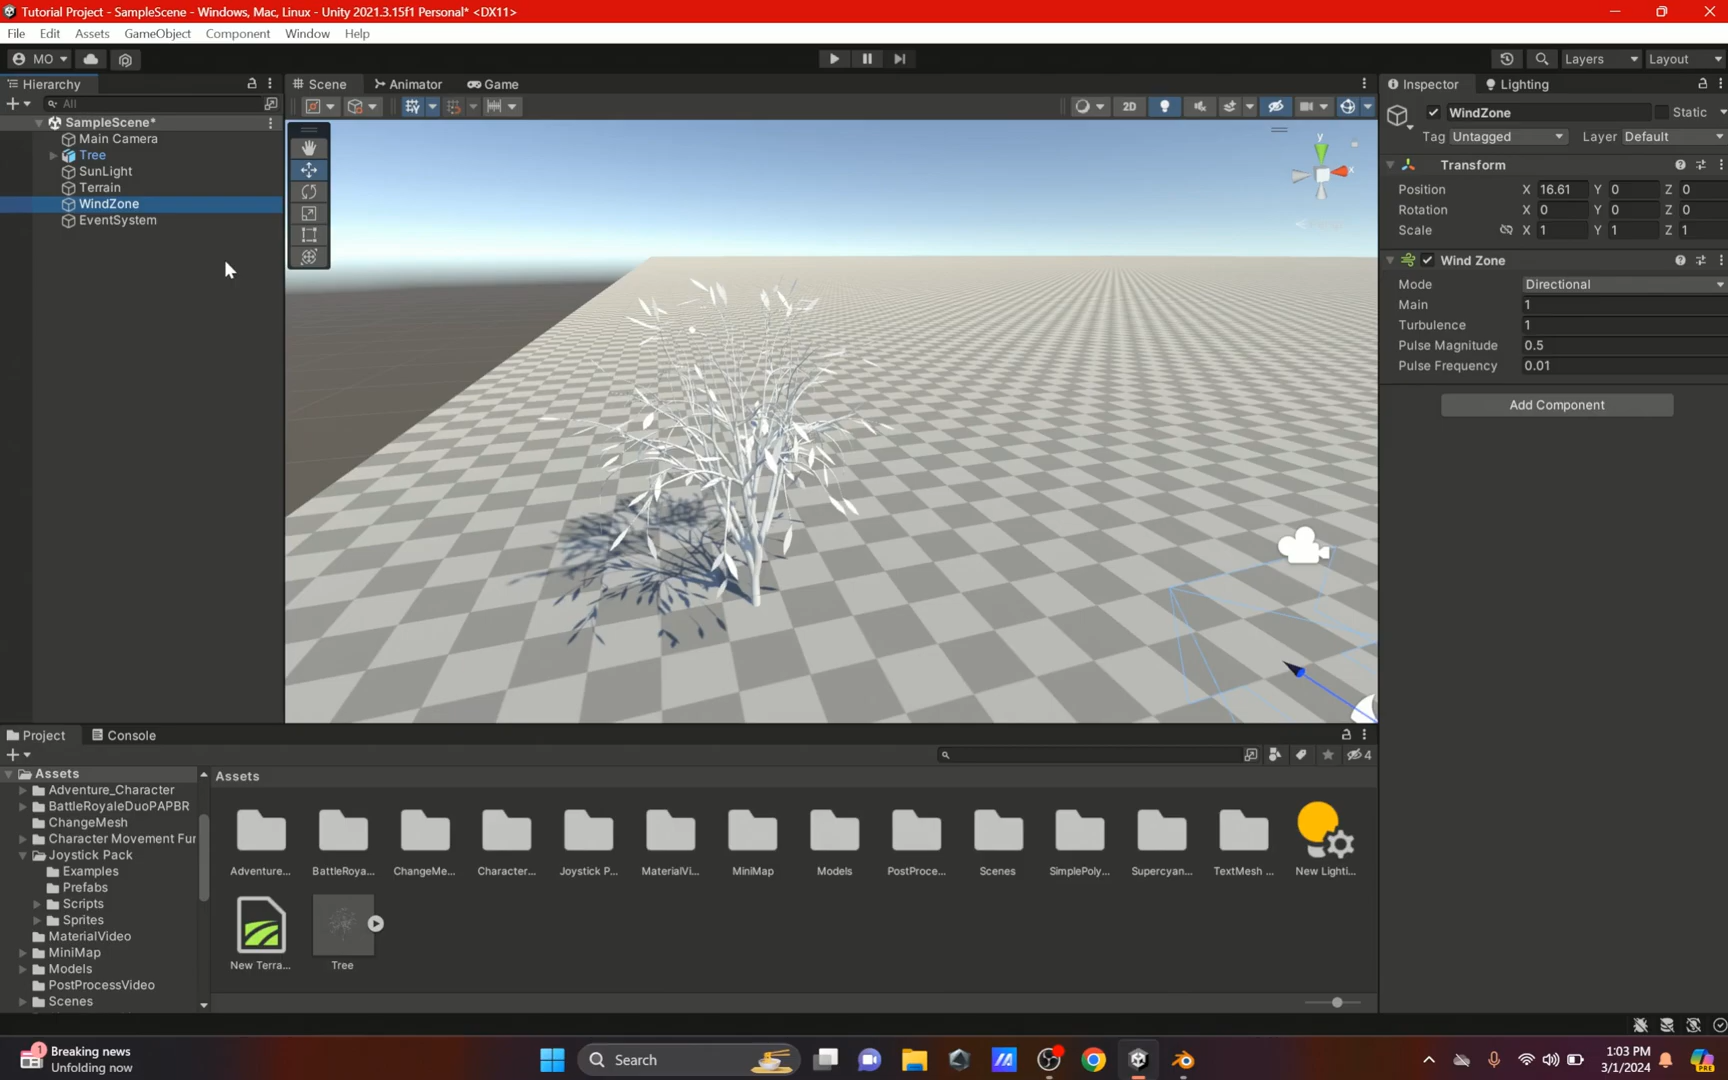 Tutorial Project - SampleScene - Windows, Mac, Linux - Unity 2021.3.15f1 Personal* <DX11>
File Edit Assets GameObject Component Window Help
MO
Layers Layout
Hierarchy
Scene Animator Game
Inspector Lighting
All
2D
SampleScene*
Main Camera
Tree
SunLight
Terrain
WindZone
EventSystem
y
x
WindZone Static
Tag Untagged Layer Default
Transform
Position X 16.61 Y 0 Z 0
Rotation X 0 Y 0 Z 0
Scale X 1 Y 1 Z 1
Wind Zone
Mode Directional
Main 1
Turbulence 1
Pulse Magnitude 0.5
Pulse Frequency 0.01
Add Component
Project Console
4
Assets
Adventure_Character
BattleRoyaleDuoPAPBR
ChangeMesh
Character Movement Fur
Joystick Pack
Examples
Prefabs
Scripts
Sprites
MaterialVideo
MiniMap
Models
PostProcessVideo
Scenes
Assets
Adventure... BattleRoya... ChangeMe... Character... Joystick P... MaterialVi... MiniMap Models PostProce... Scenes SimplePoly... Supercyan... TextMesh ... New Lighti...
New Terra... Tree
1
Breaking news
Unfolding now
Search
1:03 PM
3/1/2024
PRE